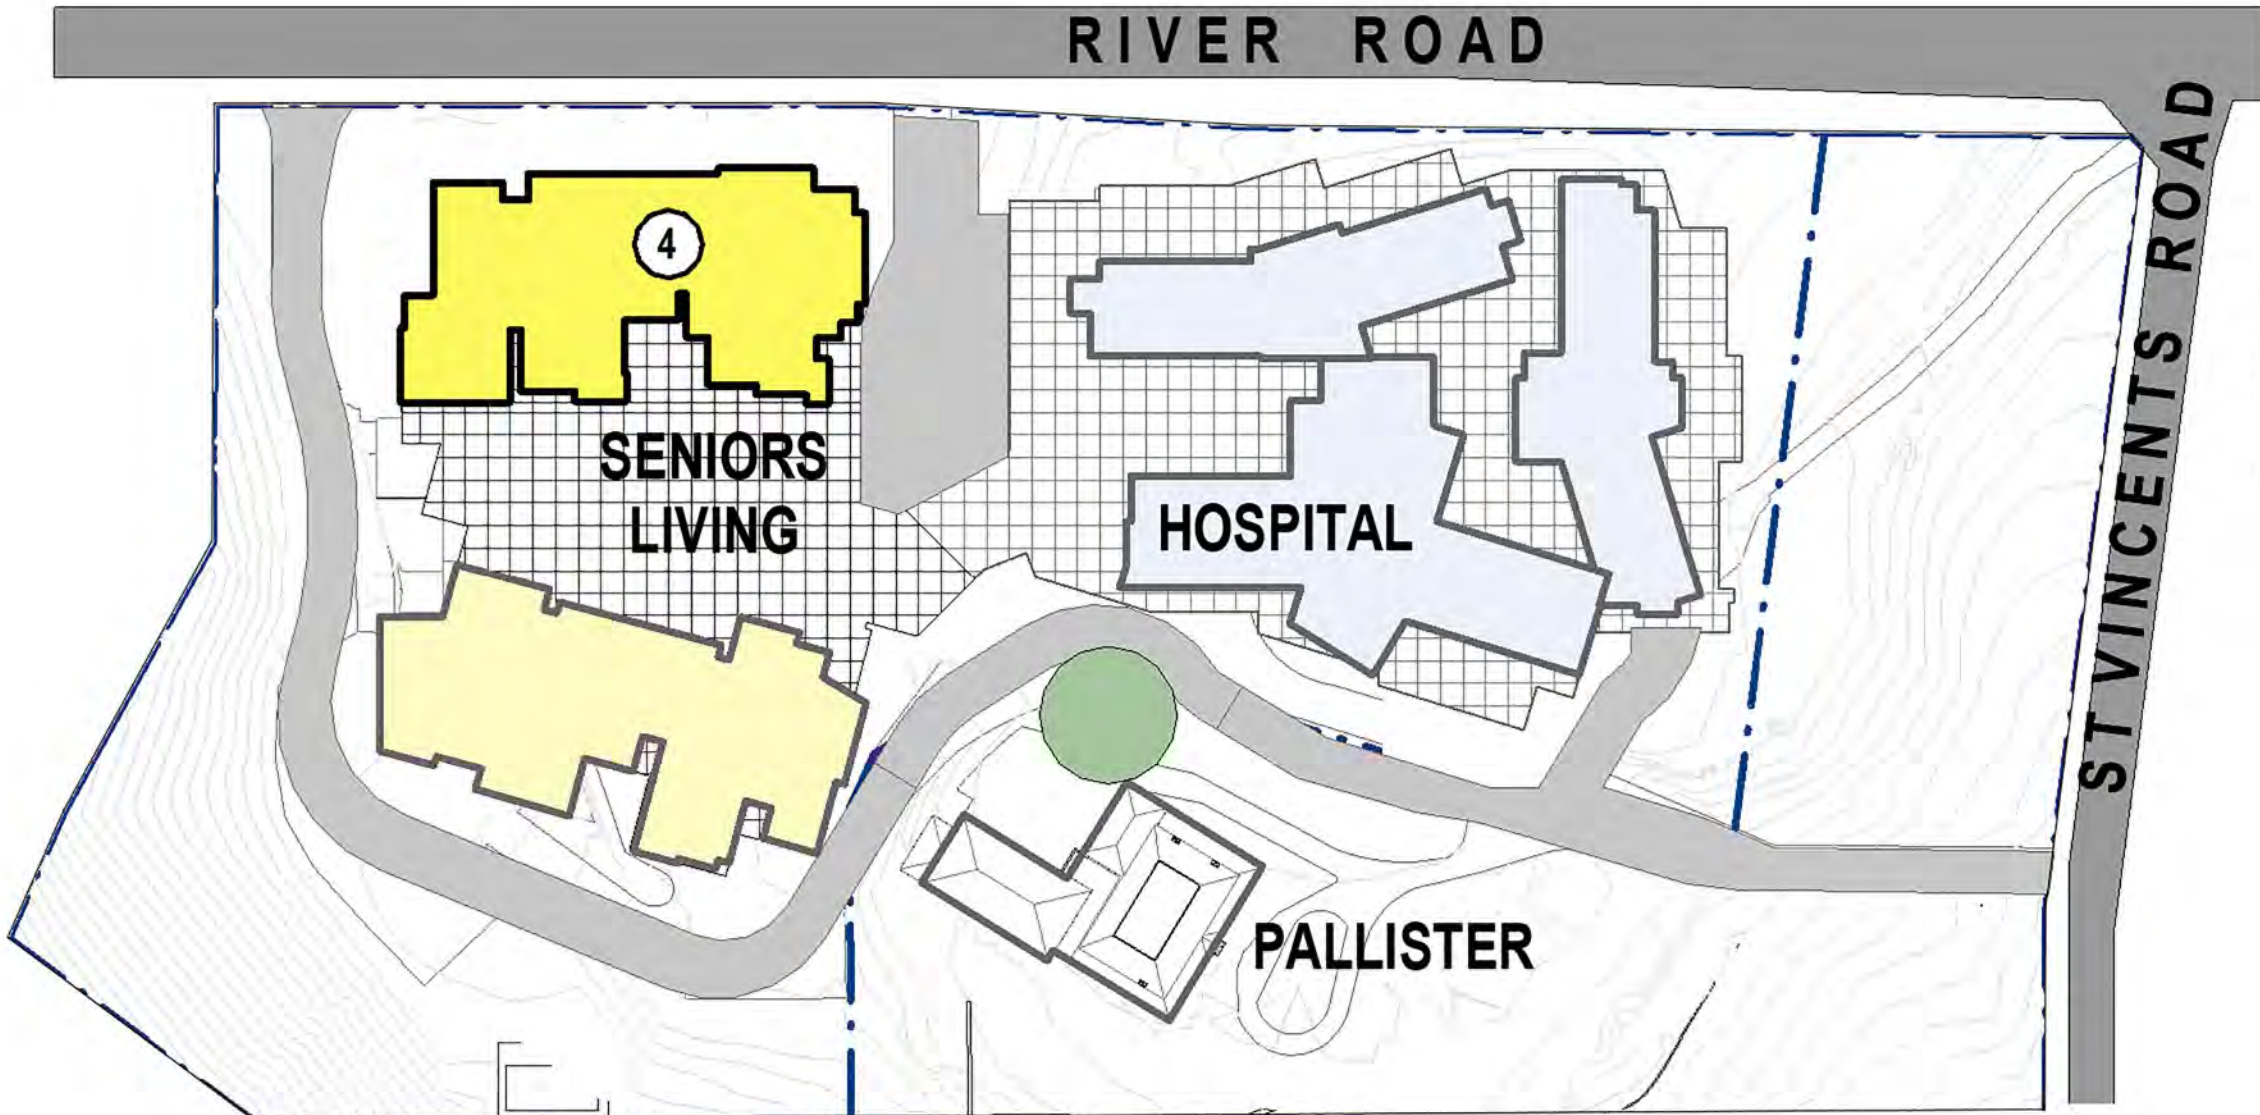 RIVER ROAD
4
SENIORS
LIVING
HOSPITAL
ST VINCENTS ROAD
PALLISTER